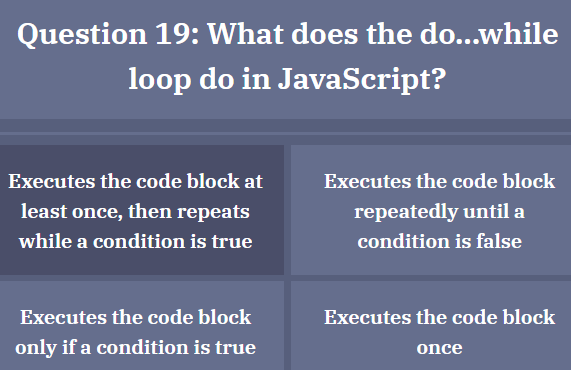 Question 19: What does the do...while
loop do in JavaScript?
Executes the code block at
least once, then repeats
while a condition is true
Executes the code block
repeatedly until a
condition is false
Executes the code block
only if a condition is true
Executes the code block
once